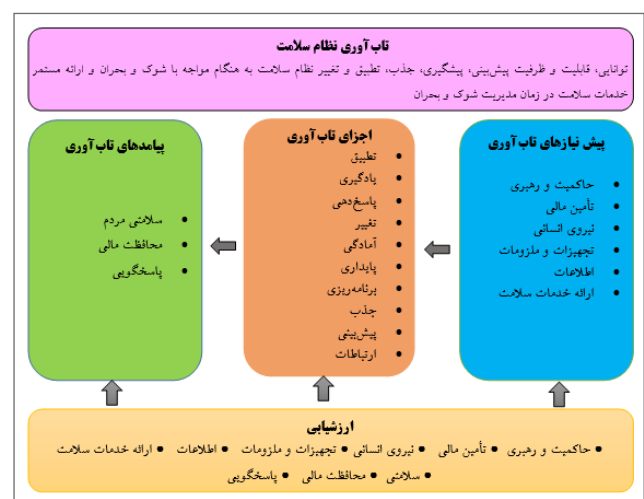 تاب‌آوری نظام سلامت
توانایی، قابلیت و ظرفیت پیش‌بینی، پیشگیری، جذب، تطبیق و تغییر نظام سلامت به هنگام مواجه با شوک و بحران و ارائه مستمر
خدمات سلامت در زمان مدیریت شوک و بحران
پیش نیازهای تاب‌آوری
• حاکمیت و رهبری
• تأمین مالی
• نیروی انسانی
• تجهیزات و ملزومات
• اطلاعات
• ارائه خدمات سلامت
اجزای تاب‌آوری
• تطبیق
• یادگیری
• پاسخ‌دهی
• تغییر
• آمادگی
• پایداری
• برنامه‌ریزی
• جذب
• پیش‌بینی
• ارتباطات
پیامدهای تاب‌آوری
• سلامتی مردم
• محافظت مالی
• پاسخگویی
ارزشیابی
• حاکمیت و رهبری • تأمین مالی • نیروی انسانی • تجهیزات و ملزومات • اطلاعات • ارائه خدمات سلامت
• سلامتی • محافظت مالی • پاسخگویی